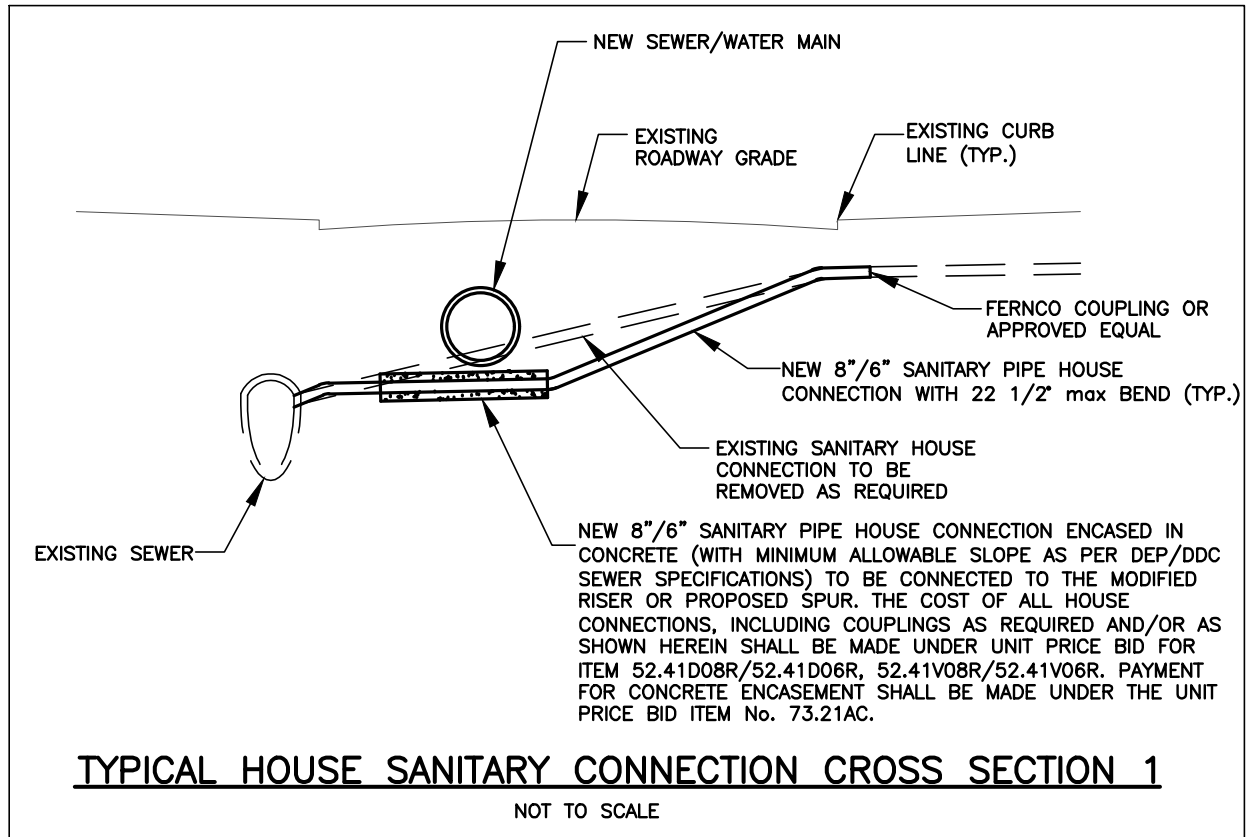 NEW SEWER/WATER MAIN
EXISTING
ROADWAY GRADE
EXISTING CURB
LINE (TYP.)
FERNCO COUPLING OR
APPROVED EQUAL
NEW 8"/6" SANITARY PIPE HOUSE
CONNECTION WITH 22 1/2° max BEND (TYP.)
EXISTING SANITARY HOUSE
CONNECTION TO BE
REMOVED AS REQUIRED
EXISTING SEWER
NEW 8"/6" SANITARY PIPE HOUSE CONNECTION ENCASED IN
CONCRETE (WITH MINIMUM ALLOWABLE SLOPE AS PER DEP/DDC
SEWER SPECIFICATIONS) TO BE CONNECTED TO THE MODIFIED
RISER OR PROPOSED SPUR. THE COST OF ALL HOUSE
CONNECTIONS, INCLUDING COUPLINGS AS REQUIRED AND/OR AS
SHOWN HEREIN SHALL BE MADE UNDER UNIT PRICE BID FOR
ITEM 52.41D08R/52.41D06R, 52.41V08R/52.41V06R. PAYMENT
FOR CONCRETE ENCASEMENT SHALL BE MADE UNDER THE UNIT
PRICE BID ITEM No. 73.21AC.
TYPICAL HOUSE SANITARY CONNECTION CROSS SECTION 1
NOT TO SCALE